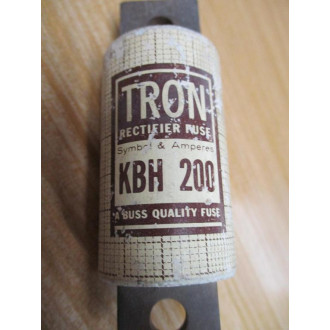 TRON
RECTIFIER FUSE
Symbol & Amperes
KBH 200
A BUSS QUALITY FUSE